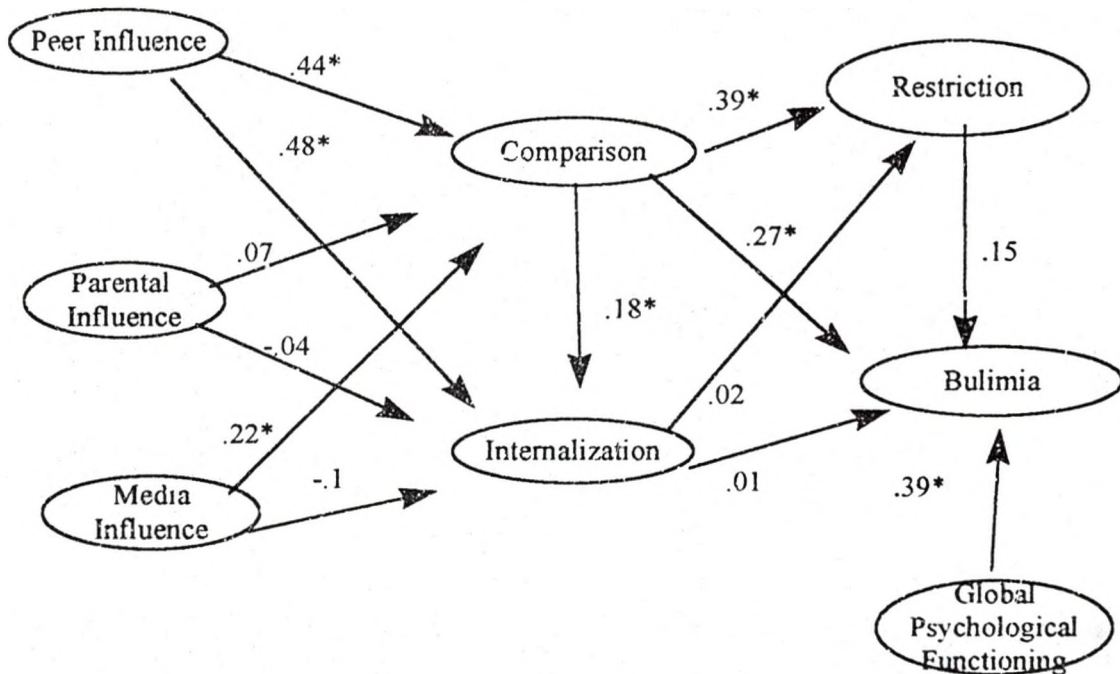 Peer Influence
.44*
.48*
Comparison
.39*
Restriction
.07
Parental
Influence
-.04
.18*
.27*
.15
Bulimia
.22*
Media
Influence
-.1
Internalization
.02
.01
.39*
Global
Psychological
Functioning